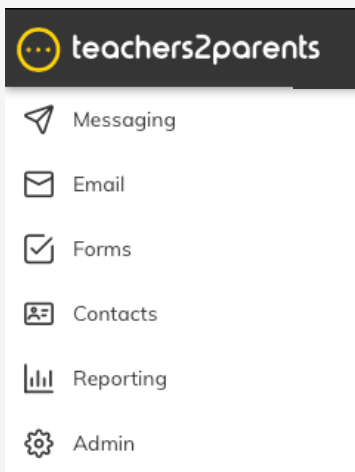 teachers2parents
Messaging
Email
Forms
Contacts
Reporting
Admin